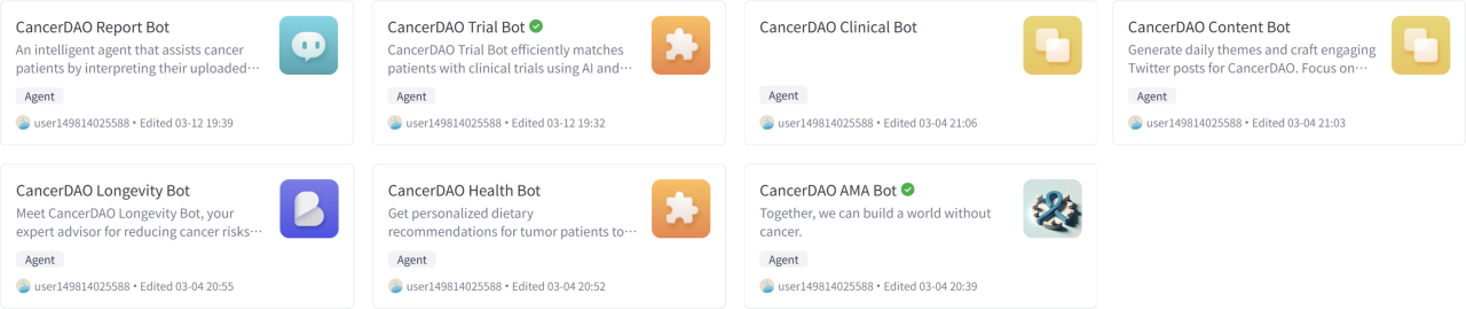 CancerDAO Report Bot
An intelligent agent that assists cancer
patients by interpreting their uploaded···
Agent
user149814025588 • Edited 03-12 19:39
CancerDAO Trial Bot
CancerDAO Trial Bot efficiently matches
patients with clinical trials using AI and···
Agent
user149814025588 • Edited 03-12 19:32
CancerDAO Clinical Bot
Agent
user149814025588 • Edited 03-04 21:06
CancerDAO Content Bot
Generate daily themes and craft engaging
Twitter posts for CancerDAO. Focus on···
Agent
user149814025588 • Edited 03-04 21:03
CancerDAO Longevity Bot
Meet CancerDAO Longevity Bot, your
expert advisor for reducing cancer risks···
Agent
user149814025588 • Edited 03-04 20:55
CancerDAO Health Bot
Get personalized dietary
recommendations for tumor patients to···
Agent
user149814025588 • Edited 03-04 20:52
CancerDAO AMA Bot
Together, we can build a world without
cancer.
Agent
user149814025588 • Edited 03-04 20:39